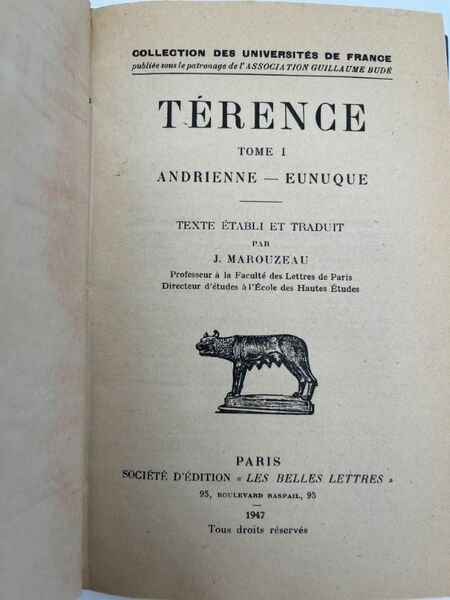 COLLECTION DES UNIVERSITÉS DE FRANCE
publiée sous le patronage de l'ASSOCIATION GUILLAUME BUDÉ
TÉRENCE
TOME I
ANDRIENNE — EUNUQUE
TEXTE ÉTABLI ET TRADUIT
PAR
J. MAROUZEAU
Professeur à la Faculté des Lettres de Paris
Directeur d'études à l'École des Hautes Études
PARIS
SOCIÉTÉ D'ÉDITION « LES BELLES LETTRES »
95, BOULEVARD RASPAIL, 95
1947
Tous droits réservés